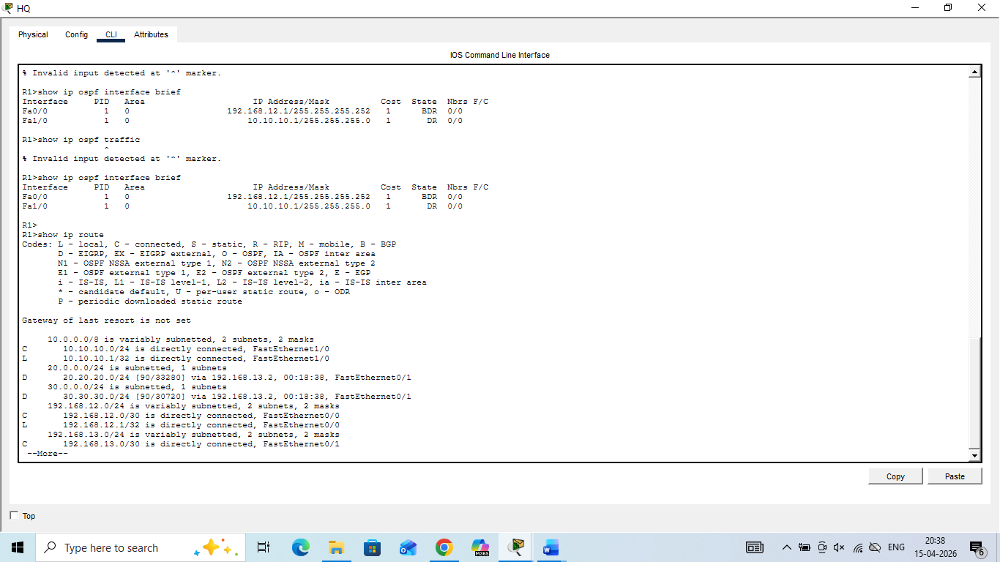 HQ
Physical Config CLI Attributes
IOS Command Line Interface
% Invalid input detected at '^' marker.
R1>show ip ospf interface brief
Interface PID Area IP Address/Mask Cost State Nbrs F/C
Fa0/0 1 0 192.168.12.1/255.255.255.252 1 BDR 0/0
Fa1/0 1 0 10.10.10.1/255.255.255.0 1 DR 0/0
R1>show ip ospf traffic
^
% Invalid input detected at '^' marker.
R1>show ip ospf interface brief
Interface PID Area IP Address/Mask Cost State Nbrs F/C
Fa0/0 1 0 192.168.12.1/255.255.255.252 1 BDR 0/0
Fa1/0 1 0 10.10.10.1/255.255.255.0 1 DR 0/0
R1>
R1>show ip route
Codes: L - local, C - connected, S - static, R - RIP, M - mobile, B - BGP
D - EIGRP, EX - EIGRP external, O - OSPF, IA - OSPF inter area
N1 - OSPF NSSA external type 1, N2 - OSPF NSSA external type 2
E1 - OSPF external type 1, E2 - OSPF external type 2, E - EGP
i - IS-IS, L1 - IS-IS level-1, L2 - IS-IS level-2, ia - IS-IS inter area
* - candidate default, U - per-user static route, o - ODR
P - periodic downloaded static route
Gateway of last resort is not set
10.0.0.0/8 is variably subnetted, 2 subnets, 2 masks
C 10.10.10.0/24 is directly connected, FastEthernet1/0
L 10.10.10.1/32 is directly connected, FastEthernet1/0
20.0.0.0/24 is subnetted, 1 subnets
D 20.20.20.0/24 [90/33280] via 192.168.13.2, 00:18:38, FastEthernet0/1
30.0.0.0/24 is subnetted, 1 subnets
D 30.30.30.0/24 [90/30720] via 192.168.13.2, 00:18:38, FastEthernet0/1
192.168.12.0/24 is variably subnetted, 2 subnets, 2 masks
C 192.168.12.0/30 is directly connected, FastEthernet0/0
L 192.168.12.1/32 is directly connected, FastEthernet0/0
192.168.13.0/24 is variably subnetted, 2 subnets, 2 masks
C 192.168.13.0/30 is directly connected, FastEthernet0/1
--More--
Copy Paste
Top
Type here to search
M365
W
ENG
20:38
15-04-2026
6